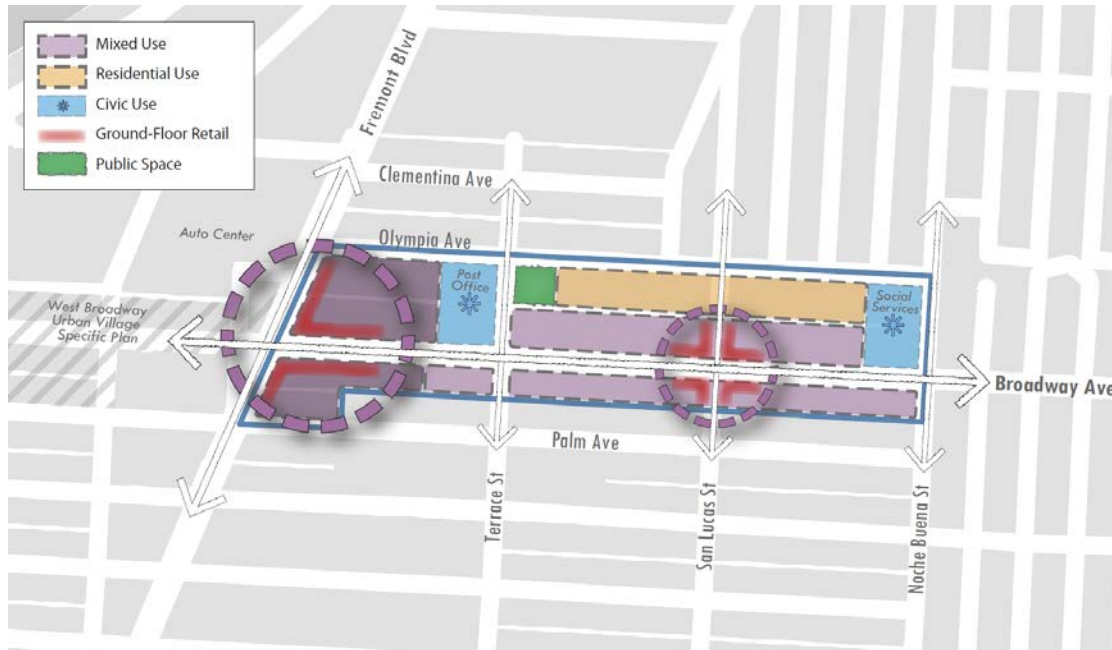 Mixed Use
Residential Use
Civic Use
Ground-Floor Retail
Public Space
Fremont Blvd
Clementina Ave
Auto Center
Olympia Ave
Post
Office
Social
Services
West Broadway
Urban Village
Specific Plan
Broadway Ave
Palm Ave
Terrace St
San Lucas St
Noche Buena St